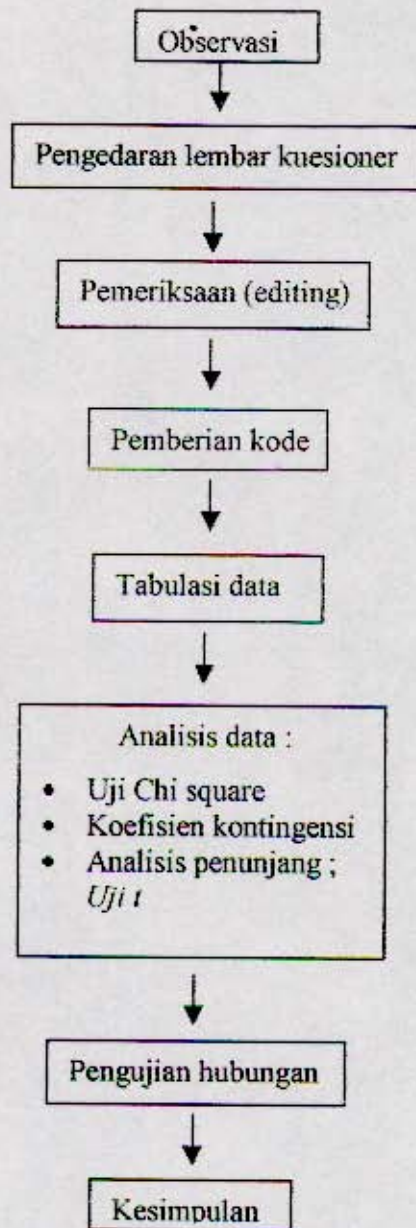 Observasi
Pengedaran lembar kuesioner
Pemeriksaan (editing)
Pemberian kode
Tabulasi data
Analisis data :
• Uji Chi square
• Koefisien kontingensi
• Analisis penunjang ;
Uji t
Pengujian hubungan
Kesimpulan